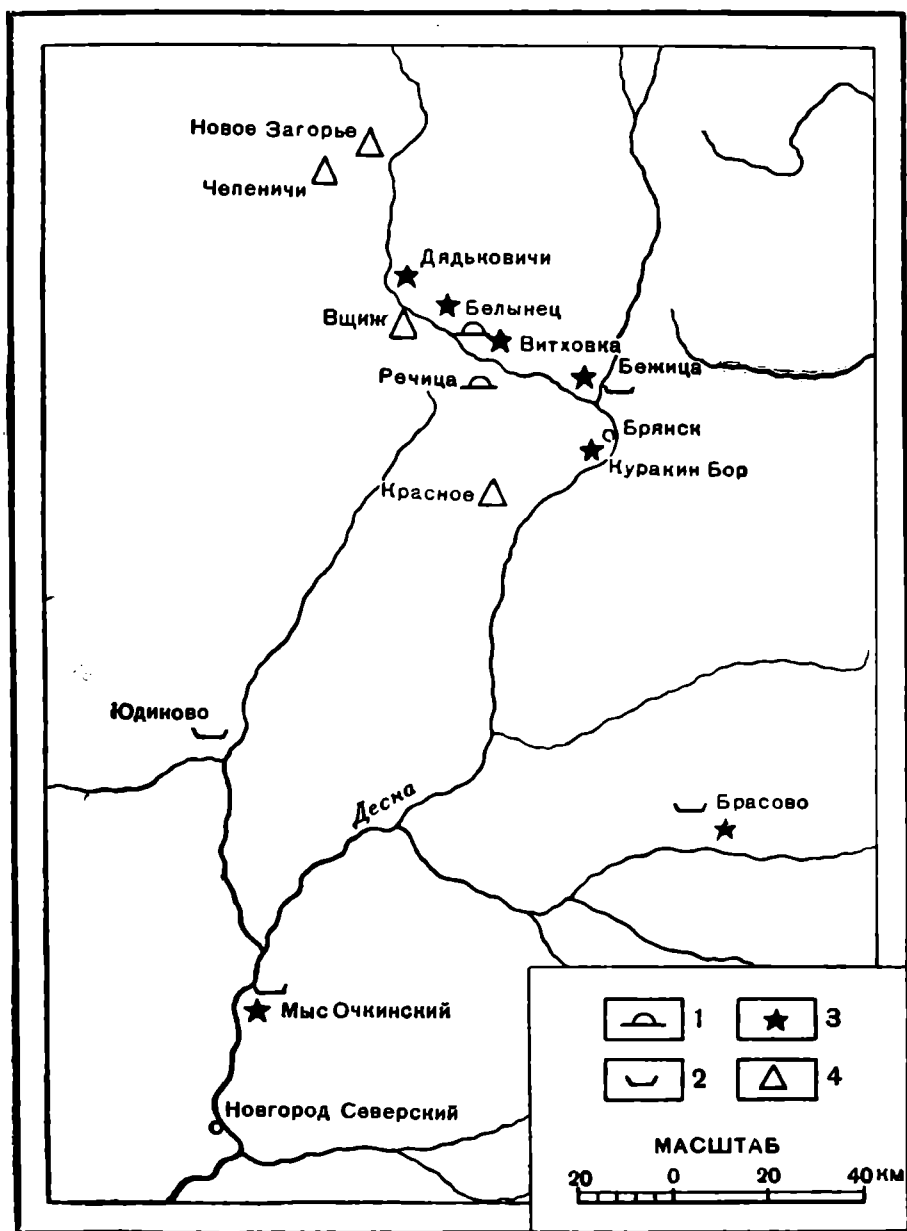 Новое Загорье
Чепеничи
Дядьковичи
Белынец
Вщиж
Витховка
Бежица
Речица
Брянск
Куракин Бор
Красное
Юдиново
Десна
Брасово
Мыс Очкинский
Новгород Северский
1
3
2
4
МАСШТАБ
20 0 20 40 км